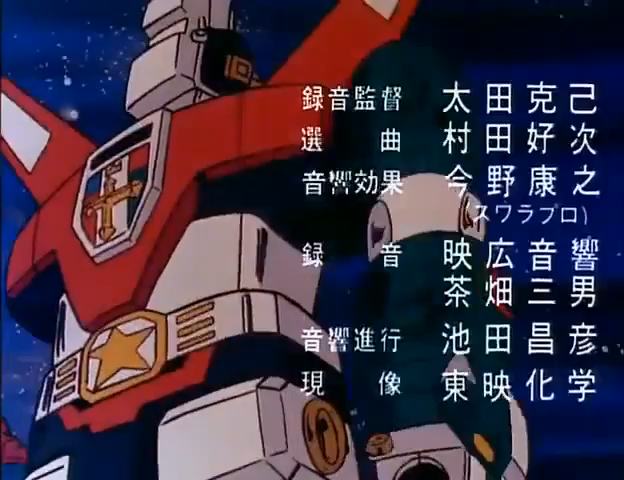 録音監督 太田克己
選曲 村田好次
音響効果 今野康之
(スワラプロ)
録音 映広音響
茶畑三男
音響進行 池田昌彦
現像 東映化学